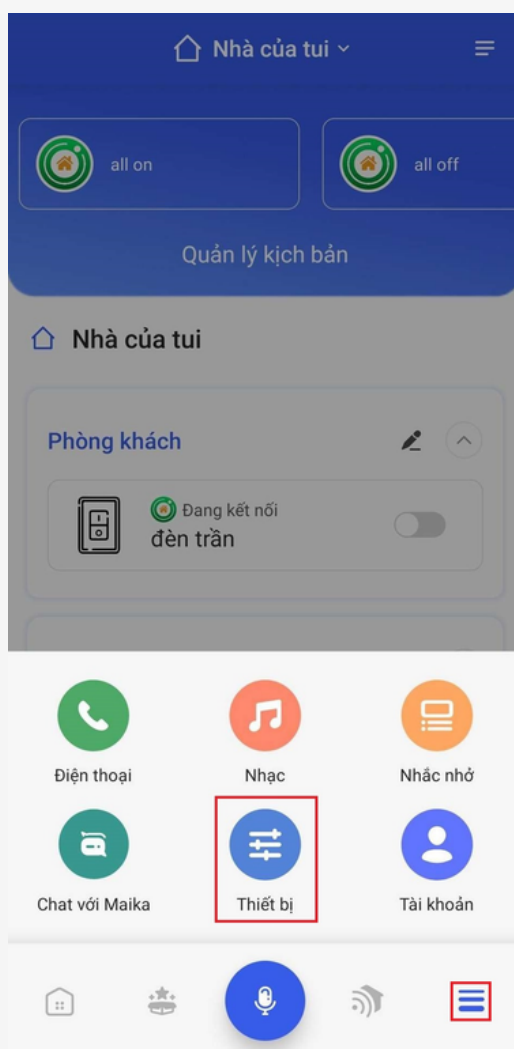 Nhà của tui
all on
all off
Quản lý kịch bản
Nhà của tui
Phòng khách
Đang kết nối
đèn trần
Điện thoại
Nhạc
Nhắc nhở
Chat với Maika
Thiết bị
Tài khoản